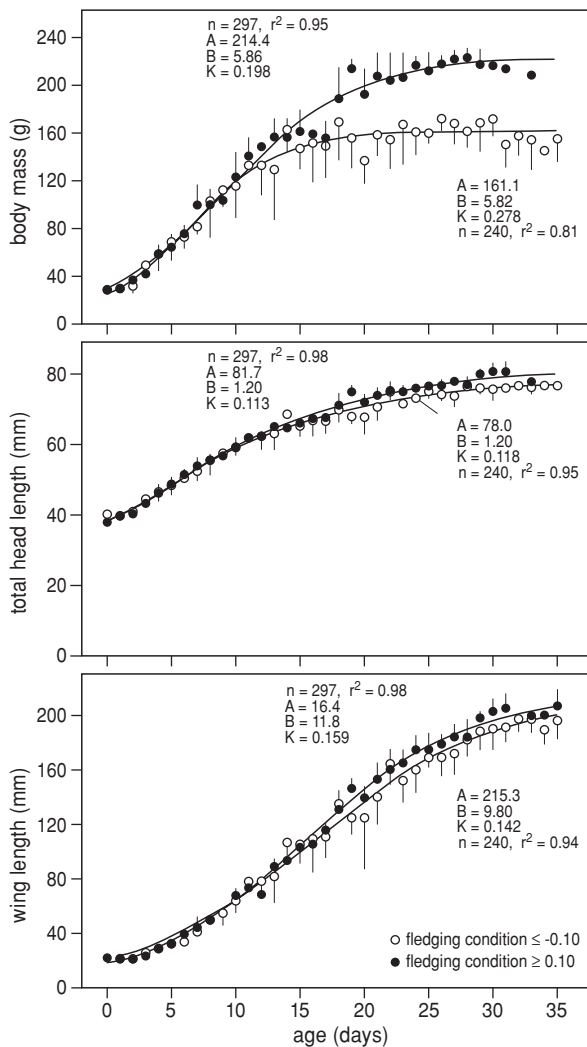 n = 297, r² = 0.95
A = 214.4
B = 5.86
K = 0.198
240
200
160
120
80
40
0
body mass (g)
A = 161.1
B = 5.82
K = 0.278
n = 240, r² = 0.81
n = 297, r² = 0.98
A = 81.7
B = 1.20
K = 0.113
80
60
40
20
0
total head length (mm)
A = 78.0
B = 1.20
K = 0.118
n = 240, r² = 0.95
n = 297, r² = 0.98
A = 16.4
B = 11.8
K = 0.159
200
160
120
80
40
0
wing length (mm)
A = 215.3
B = 9.80
K = 0.142
n = 240, r² = 0.94
fledging condition ≤ -0.10
fledging condition ≥ 0.10
0 5 10 15 20 25 30 35
age (days)